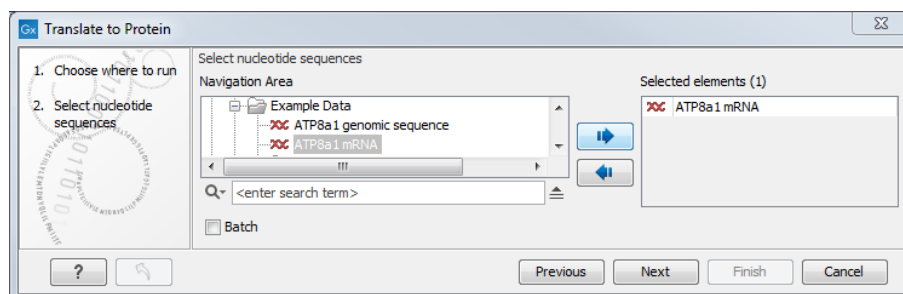 Gx Translate to Protein
1. Choose where to run
2. Select nucleotide
sequences
Select nucleotide sequences
Navigation Area
Example Data
ATP8a1 genomic sequence
ATP8a1 mRNA
<enter search term>
Batch
Selected elements (1)
ATP8a1 mRNA
?
Previous
Next
Finish
Cancel